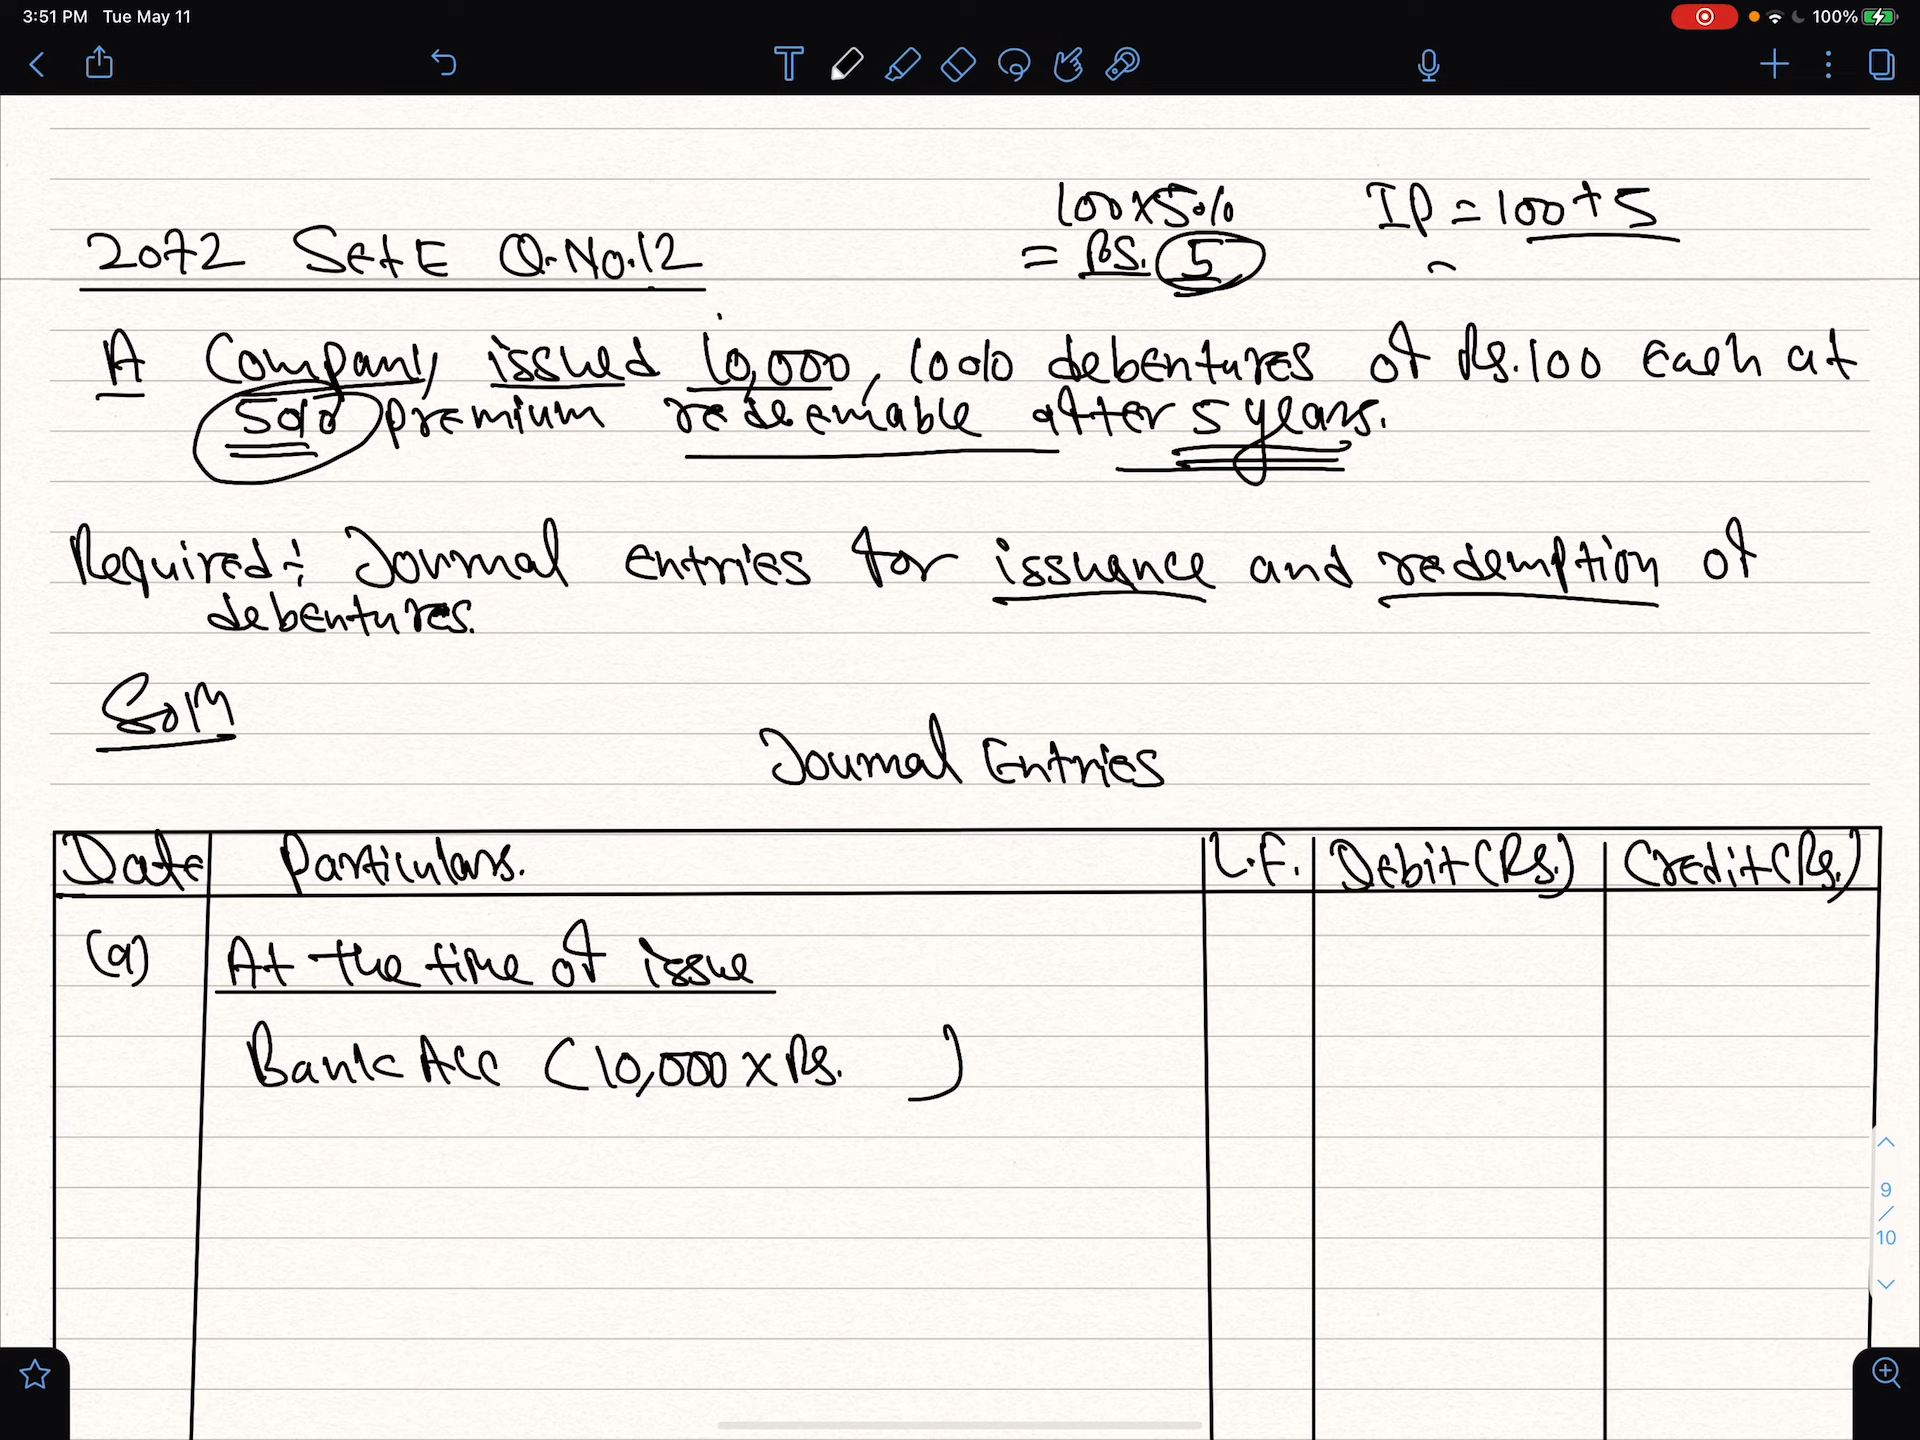 3:51 PM Tue May 11
100%
100×5% IP = 100+5
= Rs. 5 =
2072 Set E Q.No.12
A Company issued 10,000, 10% debentures of Rs.100 each at
5% premium redeemable after 5 years.
Required:- Journal Entries for issuance and redemption of
debentures.
Soln
Journal Entries
Date Particulars. L.F. Debit (Rs.) Credit (Rs.)
(a) At the time of issue
Bank A/c (10,000 × Rs. )
9
/
10